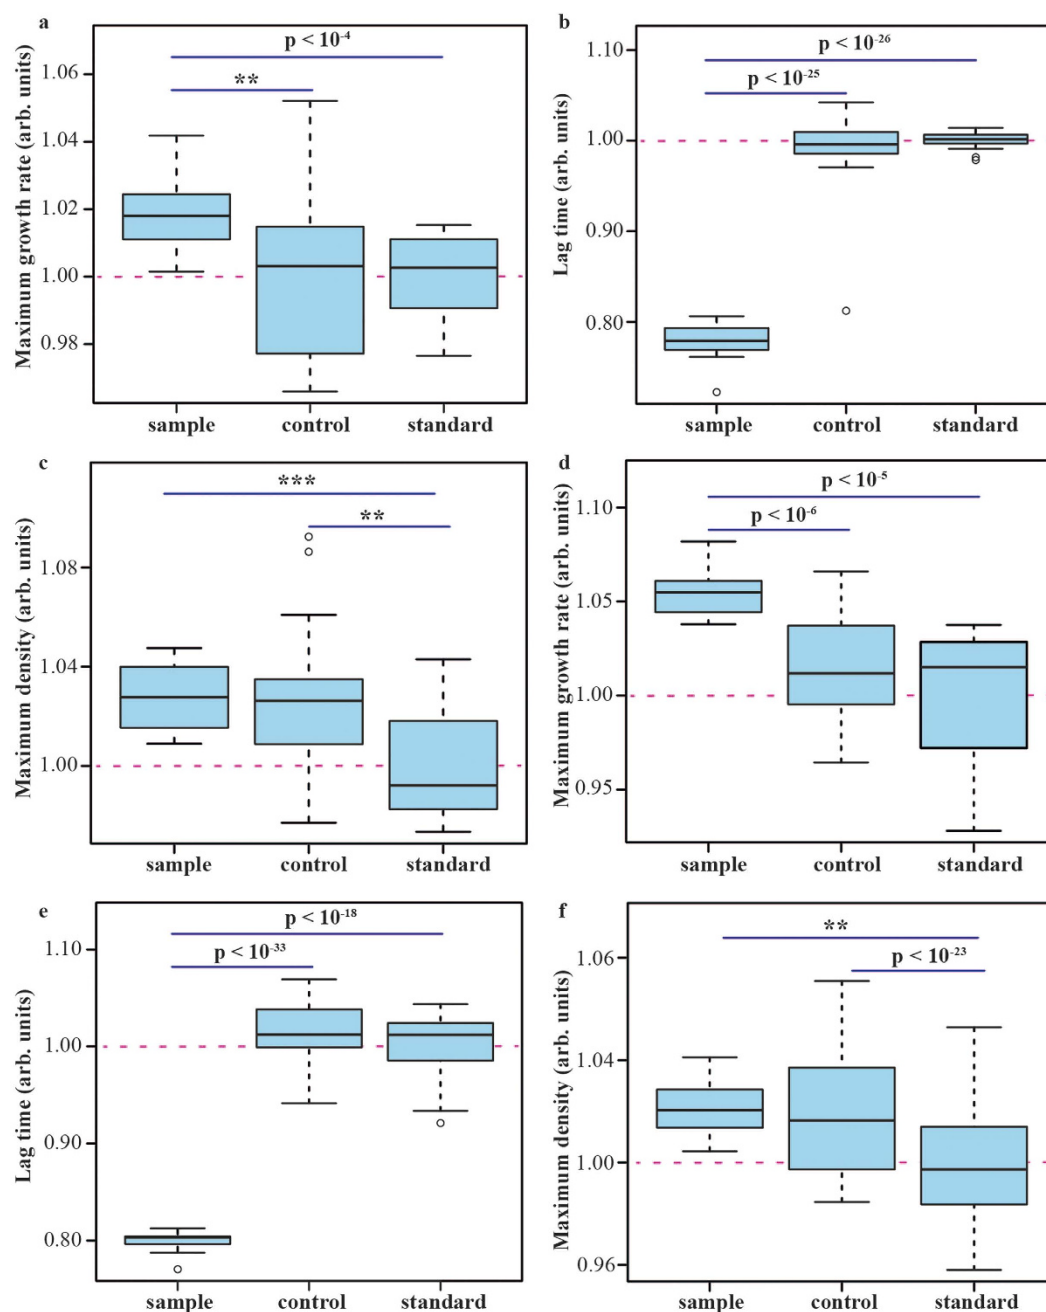 a
Maximum growth rate (arb. units)
1.06
1.04
1.02
1.00
0.98
p < 10⁻⁴
**
sample control standard
b
Lag time (arb. units)
1.10
1.00
0.90
0.80
p < 10⁻²⁶
p < 10⁻²⁵
sample control standard
c
Maximum density (arb. units)
1.08
1.04
1.00
***
**
sample control standard
d
Maximum growth rate (arb. units)
1.10
1.05
1.00
0.95
p < 10⁻⁵
p < 10⁻⁶
sample control standard
e
Lag time (arb. units)
1.10
1.00
0.90
0.80
p < 10⁻¹⁸
p < 10⁻³³
sample control standard
f
Maximum density (arb. units)
1.06
1.04
1.00
0.96
**
p < 10⁻²³
sample control standard